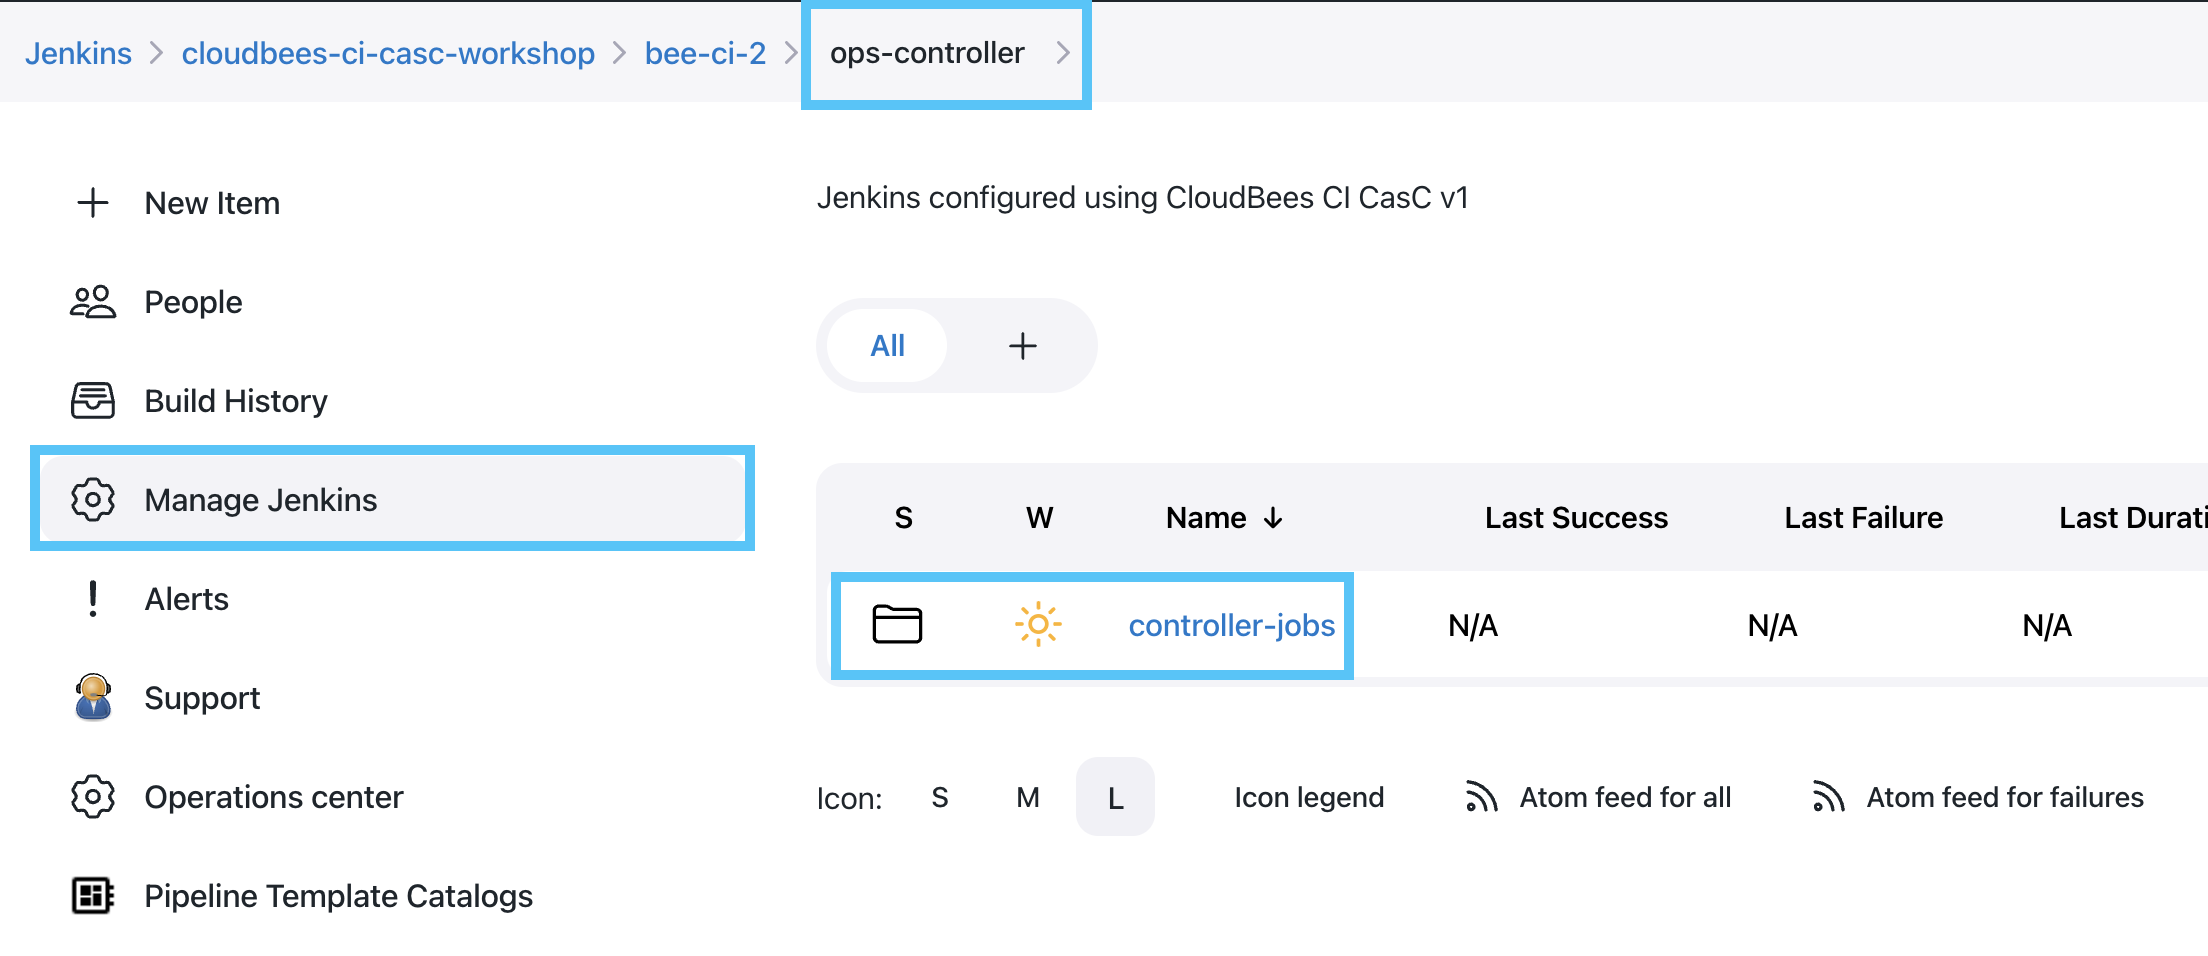 Jenkins cloudbees-ci-casc-workshop bee-ci-2 ops-controller
New Item
People
Build History
Manage Jenkins
Alerts
Support
Operations center
Pipeline Template Catalogs
Jenkins configured using CloudBees CI CasC v1
All +
S W Name ↓ Last Success Last Failure Last Durati
controller-jobs N/A N/A N/A
Icon: S M L Icon legend Atom feed for all Atom feed for failures